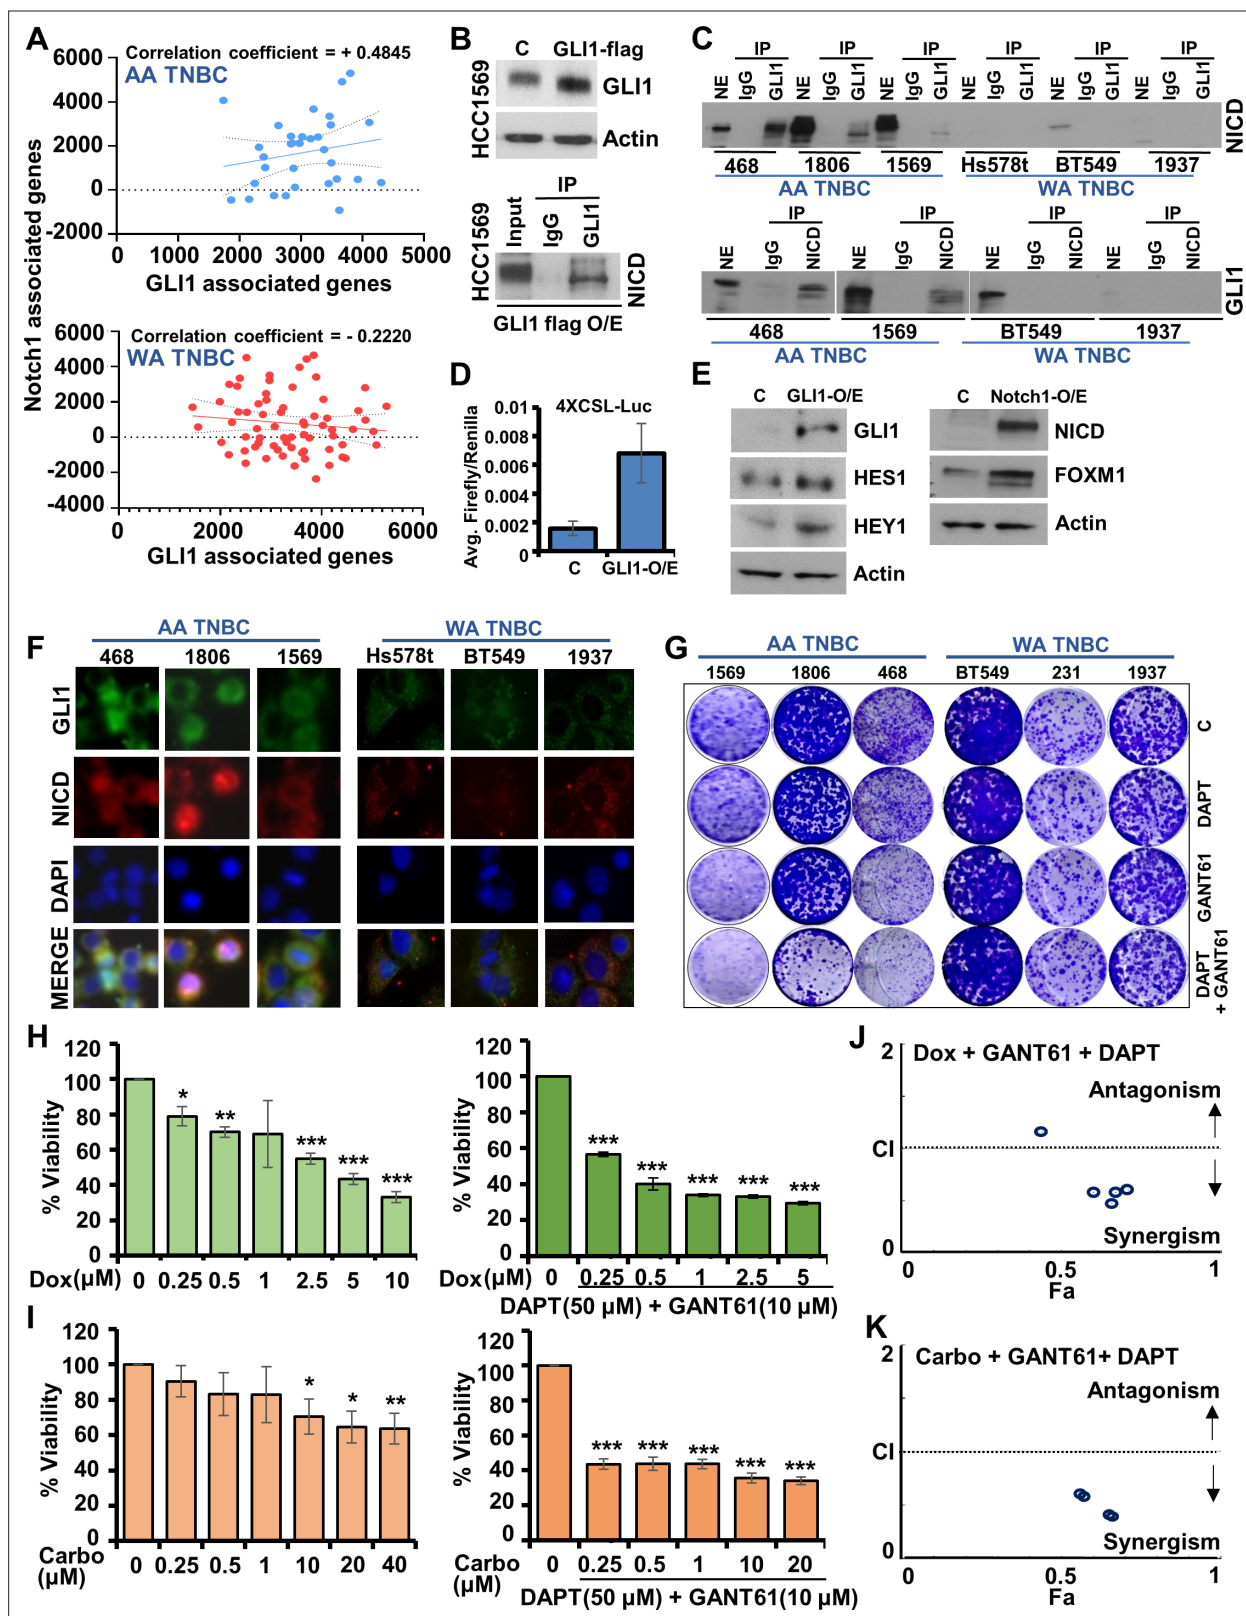 A
6000
4000
2000
0
-2000
Correlation coefficient = + 0.4845
AA TNBC
0 1000 2000 3000 4000 5000
GLI1 associated genes
Notch1 associated genes
6000
4000
2000
0
-2000
-4000
Correlation coefficient = - 0.2220
WA TNBC
0 2000 4000 6000
GLI1 associated genes
B
HCC1569
C GLI1-flag
GLI1
Actin
HCC1569
IP
Input IgG GLI1
NICD
GLI1 flag O/E
C
IP IP IP IP IP IP
NE IgG GLI1 NE IgG GLI1 NE IgG GLI1 NE IgG GLI1 NE IgG GLI1 NE IgG GLI1
NICD
468 1806 1569 Hs578t BT549 1937
AA TNBC WA TNBC
IP IP IP IP
NE IgG NICD NE IgG NICD NE IgG NICD NE IgG NICD
GLI1
468 1569 BT549 1937
AA TNBC WA TNBC
D
4XCSL-Luc
Avg. Firefly/Renilla
0.01
0.008
0.006
0.004
0.002
0
C GLI1-O/E
E
C GLI1-O/E
GLI1
HES1
HEY1
Actin
C Notch1-O/E
NICD
FOXM1
Actin
F
AA TNBC WA TNBC
468 1806 1569 Hs578t BT549 1937
GLI1
NICD
DAPI
MERGE
G
AA TNBC WA TNBC
1569 1806 468 BT549 231 1937
C
DAPT
GANT61
DAPT
+ GANT61
H
% Viability
120
100
80
60
40
20
0
* ** *** *** ***
Dox(µM) 0 0.25 0.5 1 2.5 5 10
% Viability
120
100
80
60
40
20
0
*** *** *** *** ***
Dox(µM) 0 0.25 0.5 1 2.5 5
DAPT(50 µM) + GANT61(10 µM)
I
% Viability
120
100
80
60
40
20
0
* * **
Carbo
(µM)
0 0.25 0.5 1 10 20 40
% Viability
120
100
80
60
40
20
0
*** *** *** *** ***
Carbo
(µM)
0 0.25 0.5 1 10 20
DAPT(50 µM) + GANT61(10 µM)
J
2
Dox + GANT61 + DAPT
Antagonism
CI
Synergism
0
0 0.5 1
Fa
K
2
Carbo + GANT61+ DAPT
Antagonism
CI
Synergism
0
0 0.5 1
Fa